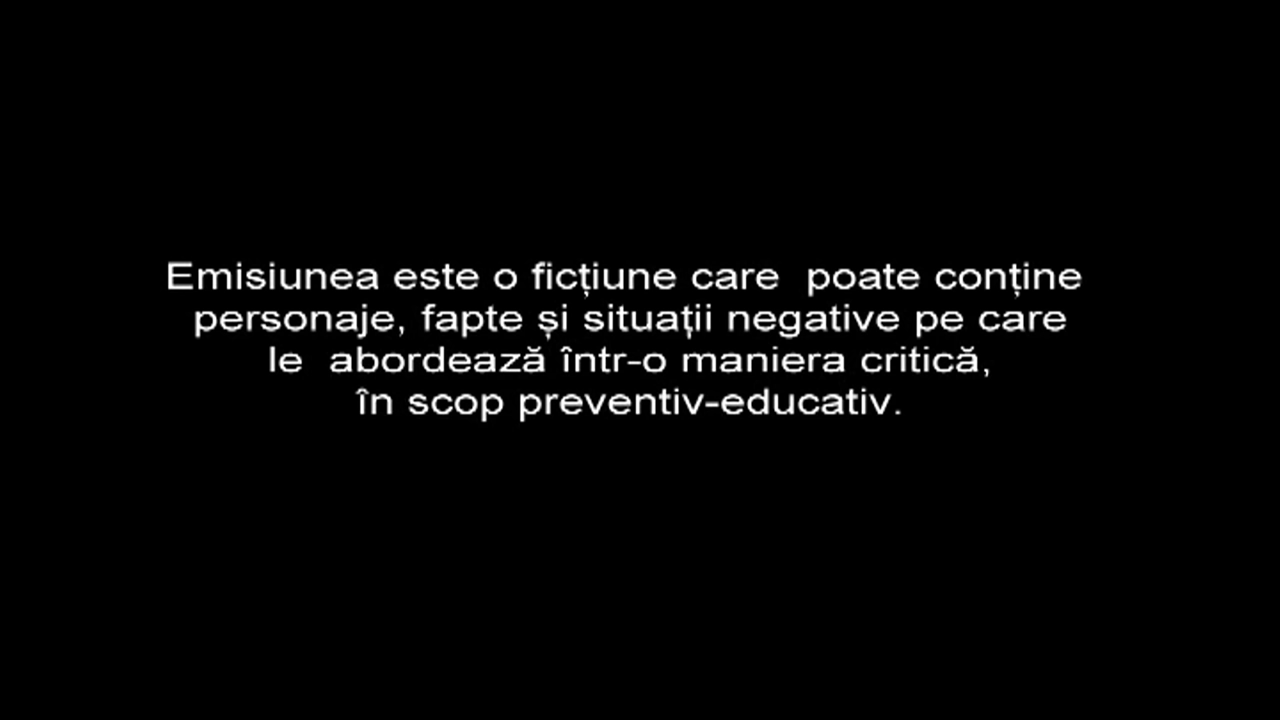 Emisiunea este o ficțiune care  poate conține
personaje, fapte și situații negative pe care
le  abordează într-o maniera critică,
în scop preventiv-educativ.